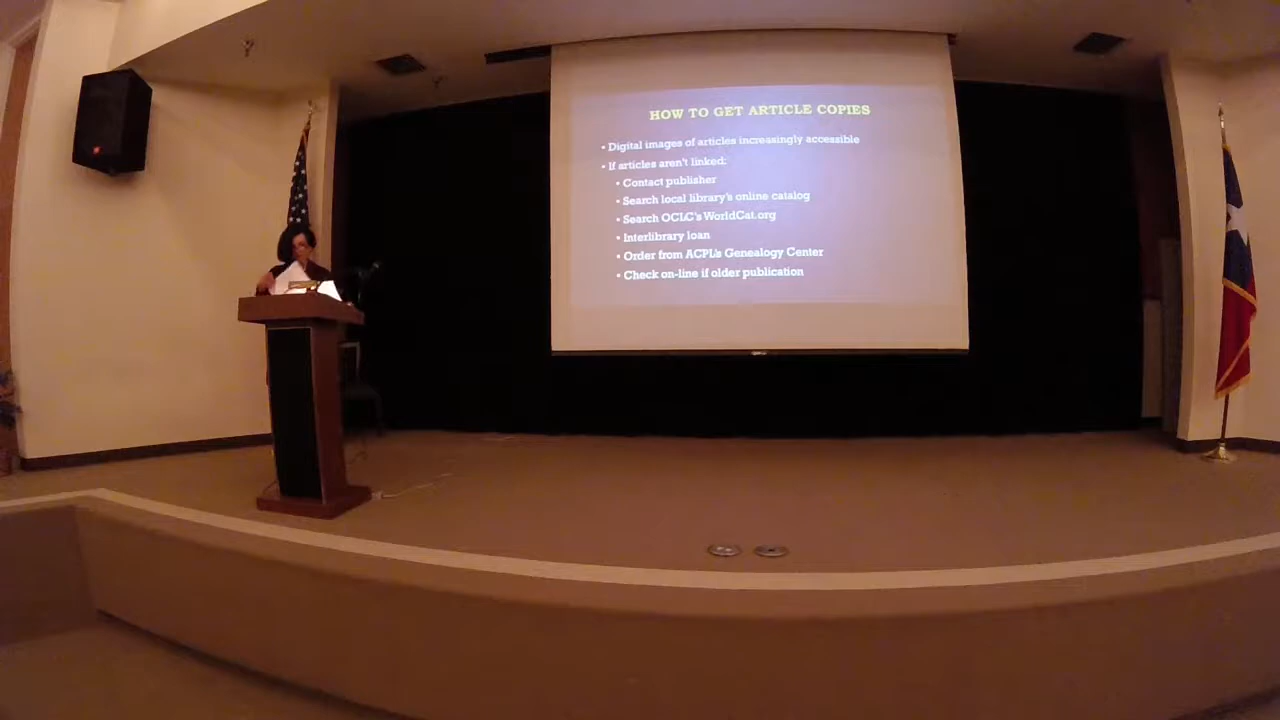 HOW TO GET ARTICLE COPIES
• Digital images of articles increasingly accessible
• If articles aren't linked:
• Contact publisher
• Search local library's online catalog
• Search OCLC's WorldCat.org
• Interlibrary loan
• Order from ACPL's Genealogy Center
• Check on-line if older publication